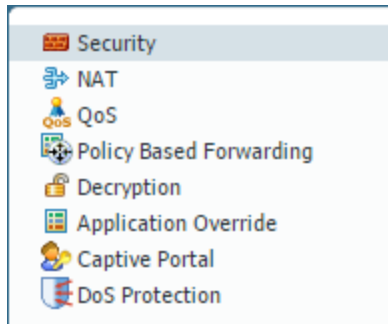 Security
NAT
QoS
Policy Based Forwarding
Decryption
Application Override
Captive Portal
DoS Protection